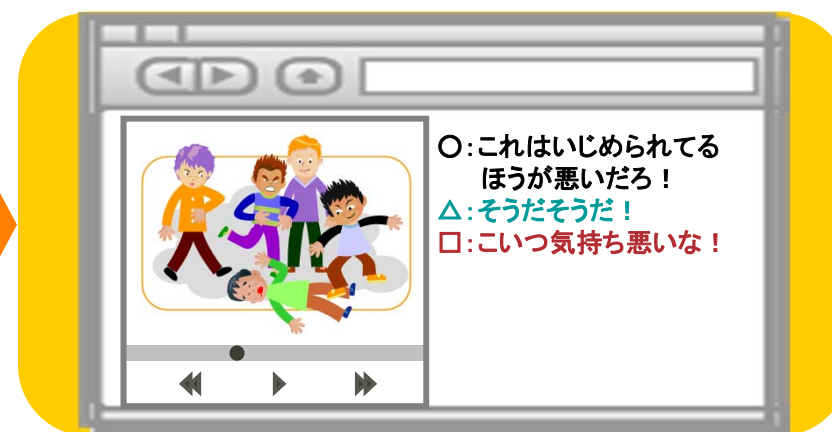 ○:これはいじめられてる
ほうが悪いだろ！
△:そうだそうだ！
□:こいつ気持ち悪いな！